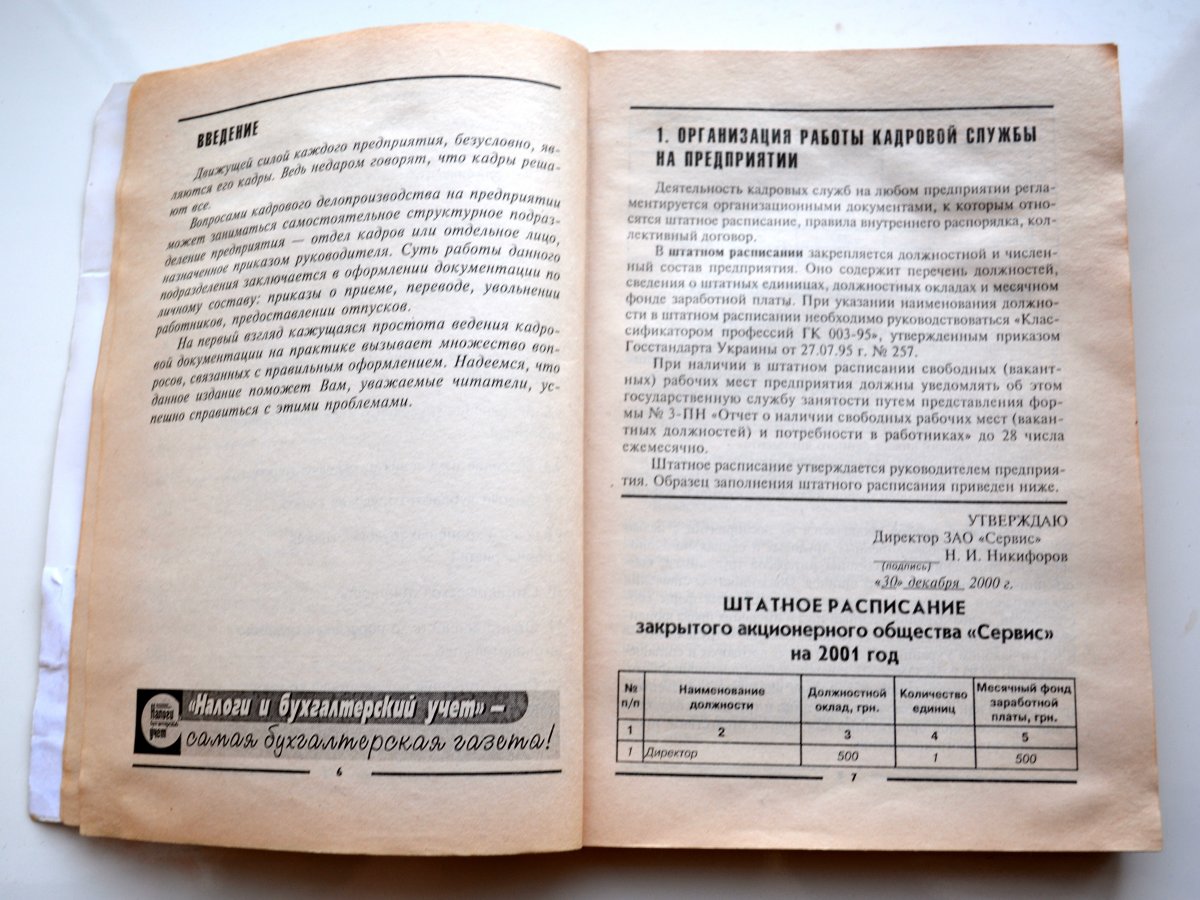 ВВЕДЕНИЕ
Движущей силой каждого предприятия, безусловно, яв-
ляются его кадры. Ведь недаром говорят, что кадры реша-
ют все.
Вопросами кадрового делопроизводства на предприятии
может заниматься самостоятельное структурное подраз-
деление предприятия — отдел кадров или отдельное лицо,
назначенное приказом руководителя. Суть работы данного
подразделения заключается в оформлении документации по
личному составу: приказы о приеме, переводе, увольнении
работников, предоставлении отпусков.
На первый взгляд кажущаяся простота ведения кадро-
вой документации на практике вызывает множество воп-
росов, связанных с правильным оформлением. Надеемся, что
данное издание поможет Вам, уважаемые читатели, ус-
пешно справиться с этими проблемами.
Налоги
учет
«Налоги и бухгалтерский учет» –
самая бухгалтерская газета!
6
1. ОРГАНИЗАЦИЯ РАБОТЫ КАДРОВОЙ СЛУЖБЫ
НА ПРЕДПРИЯТИИ
Деятельность кадровых служб на любом предприятии регла-
ментируется организационными документами, к которым отно-
сятся штатное расписание, правила внутреннего распорядка, кол-
лективный договор.
В штатном расписании закрепляется должностной и числен-
ный состав предприятия. Оно содержит перечень должностей,
сведения о штатных единицах, должностных окладах и месячном
фонде заработной платы. При указании наименования должно-
сти в штатном расписании необходимо руководствоваться «Клас-
сификатором профессий ГК 003-95», утвержденным приказом
Госстандарта Украины от 27.07.95 г. № 257.
При наличии в штатном расписании свободных (вакант-
ных) рабочих мест предприятия должны уведомлять об этом
государственную службу занятости путем представления фор-
мы № 3-ПН «Отчет о наличии свободных рабочих мест (вакан-
тных должностей) и потребности в работниках» до 28 числа
ежемесячно.
Штатное расписание утверждается руководителем предприя-
тия. Образец заполнения штатного расписания приведен ниже.
УТВЕРЖДАЮ
Директор ЗАО «Сервис»
________ Н. И. Никифоров
(подпись)
«30» декабря 2000 г.
ШТАТНОЕ РАСПИСАНИЕ
закрытого акционерного общества «Сервис»
на 2001 год
№ п/п Наименование должности Должностной оклад, грн. Количество единиц Месячный фонд заработной платы, грн.
1 2 3 4 5
1 Директор 500 1 500
7